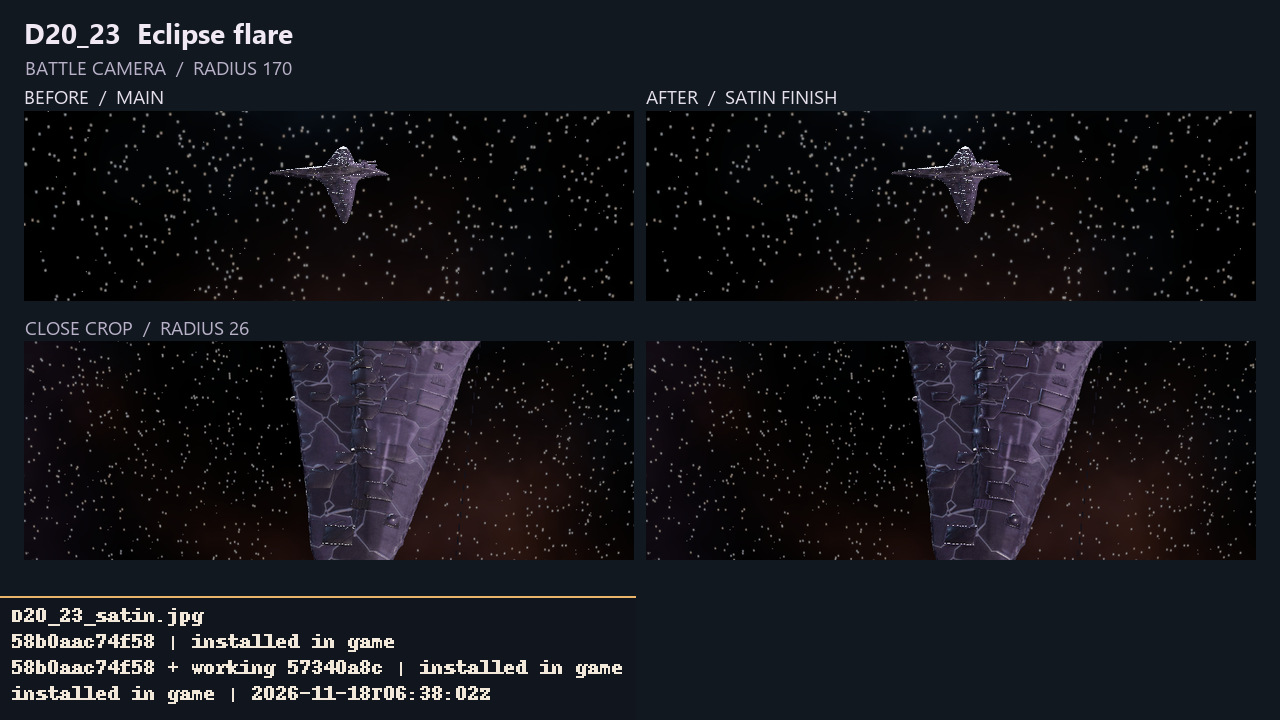 D20_23 Eclipse flare
BATTLE CAMERA / RADIUS 170
BEFORE / MAIN
AFTER / SATIN FINISH
CLOSE CROP / RADIUS 26
D20_23_satin.jpg
58b0aac74f58 | installed in game
58b0aac74f58 + working 57340a8c | installed in game
installed in game | 2026-11-18T06:38:02Z